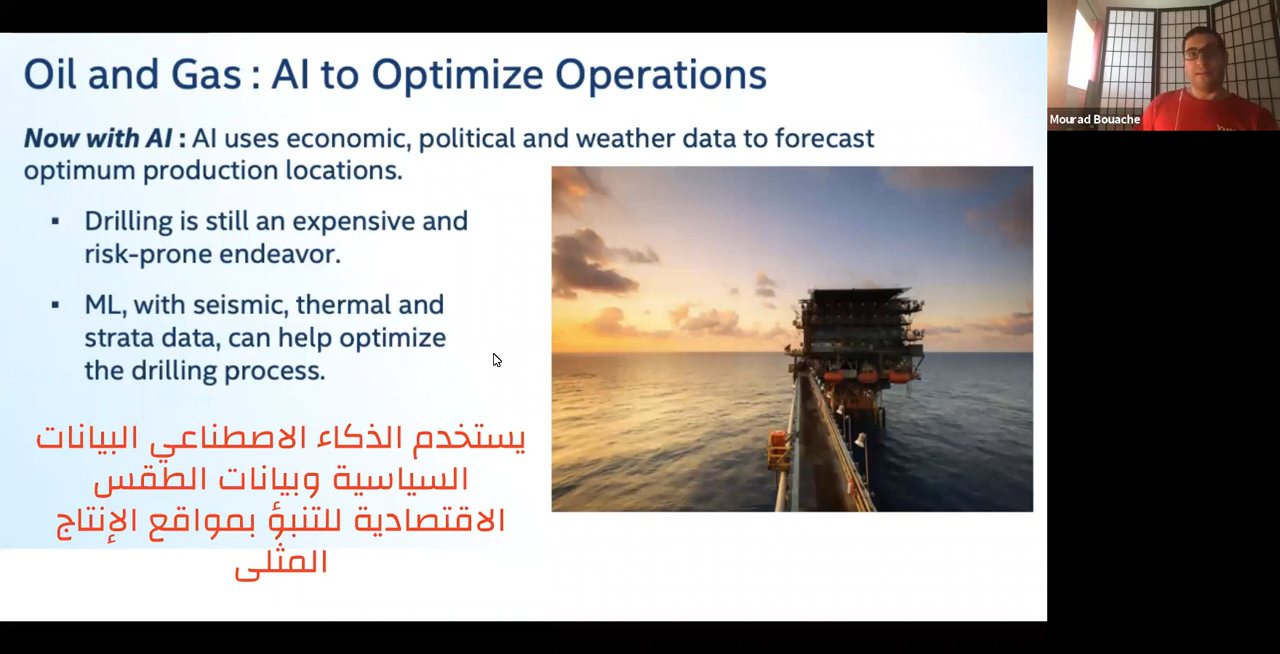 Oil and Gas : AI to Optimize Operations
Now with AI : AI uses economic, political and weather data to forecast
optimum production locations.
▪ Drilling is still an expensive and
risk-prone endeavor.
▪ ML, with seismic, thermal and
strata data, can help optimize
the drilling process.
يستخدم الذكاء الاصطناعي البيانات
السياسية وبيانات الطقس
الاقتصادية للتنبؤ بمواقع الإنتاج
المثلى
Mourad Bouache